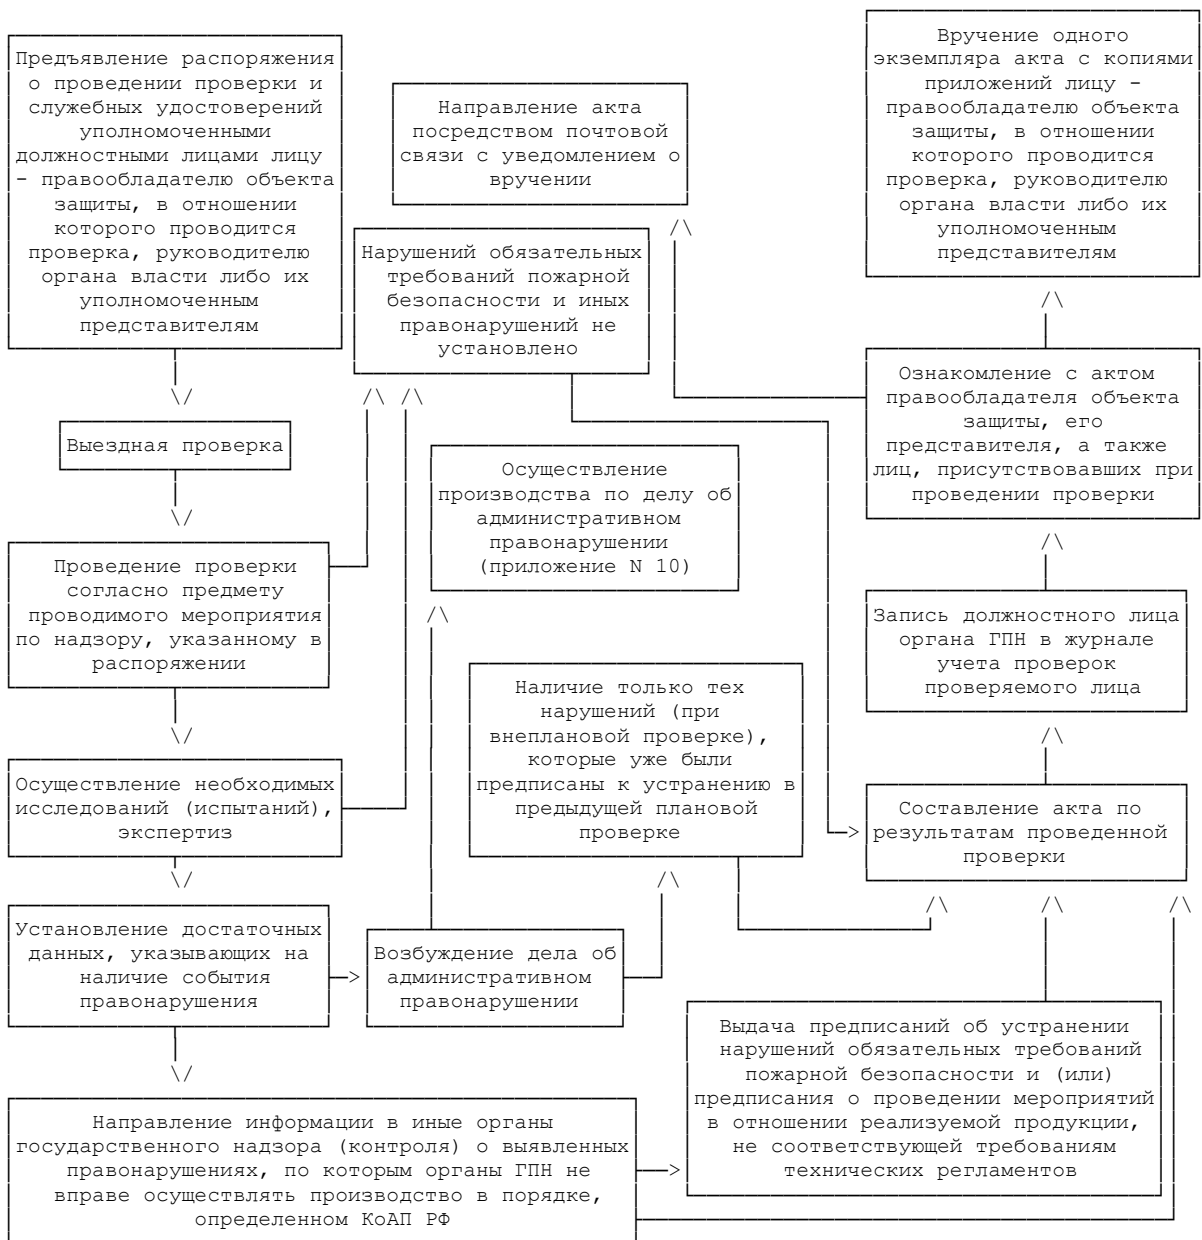 Предъявление распоряжения
о проведении проверки и
служебных удостоверений
уполномоченными
должностными лицами лицу
- правообладателю объекта
защиты, в отношении
которого проводится
проверка, руководителю
органа власти либо их
уполномоченным
представителям
Выездная проверка
Проведение проверки
согласно предмету
проводимого мероприятия
по надзору, указанному в
распоряжении
Осуществление необходимых
исследований (испытаний),
экспертиз
Установление достаточных
данных, указывающих на
наличие события
правонарушения
Направление информации в иные органы
государственного надзора (контроля) о выявленных
правонарушениях, по которым органы ГПН не
вправе осуществлять производство в порядке,
определенном КоАП РФ
Направление акта
посредством почтовой
связи с уведомлением о
вручении
Нарушений обязательных
требований пожарной
безопасности и иных
правонарушений не
установлено
Осуществление
производства по делу об
административном
правонарушении
(приложение N 10)
Наличие только тех
нарушений (при
внеплановой проверке),
которые уже были
предписаны к устранению в
предыдущей плановой
проверке
Возбуждение дела об
административном
правонарушении
Вручение одного
экземпляра акта с копиями
приложений лицу -
правообладателю объекта
защиты, в отношении
которого проводится
проверка, руководителю
органа власти либо их
уполномоченным
представителям
Ознакомление с актом
правообладателя объекта
защиты, его
представителя, а также
лиц, присутствовавших при
проведении проверки
Запись должностного лица
органа ГПН в журнале
учета проверок
проверяемого лица
Составление акта по
результатам проведенной
проверки
Выдача предписаний об устранении
нарушений обязательных требований
пожарной безопасности и (или)
предписания о проведении мероприятий
в отношении реализуемой продукции,
не соответствующей требованиям
технических регламентов